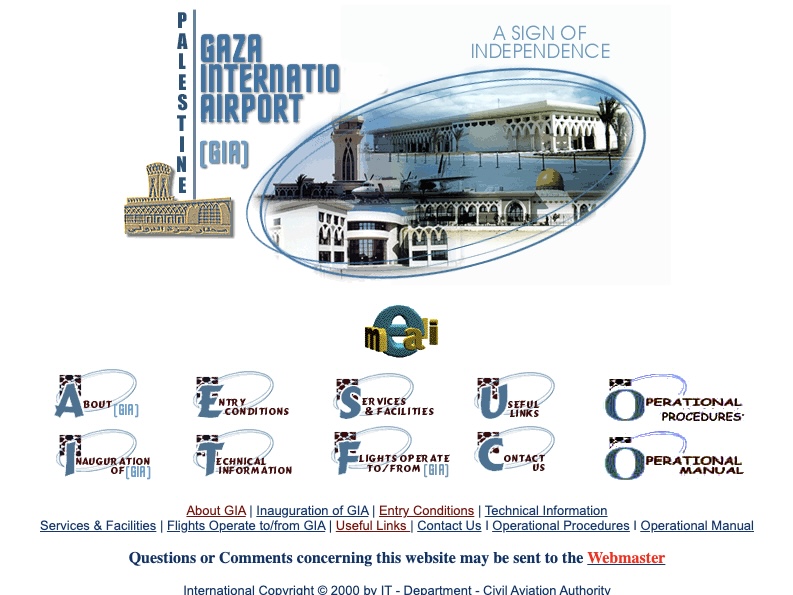 PALESTINE
GAZA
INTERNATIO
AIRPORT
(GIA)
A SIGN OF
INDEPENDENCE
مطار غزة الدولي
email
ABOUT (GIA)
ENTRY
CONDITIONS
SERVICES
& FACILITIES
USEFUL
LINKS
OPERATIONAL
PROCEDURES
INAUGURATION
OF (GIA)
TECHNICAL
INFORMATION
FLIGHTS OPERATE
TO/FROM (GIA)
CONTACT
US
OPERATIONAL
MANUAL
About GIA | Inauguration of GIA | Entry Conditions | Technical Information
Services & Facilities | Flights Operate to/from GIA | Useful Links | Contact Us I Operational Procedures I Operational Manual
Questions or Comments concerning this website may be sent to the Webmaster
International Copyright © 2000 by IT - Department - Civil Aviation Authority